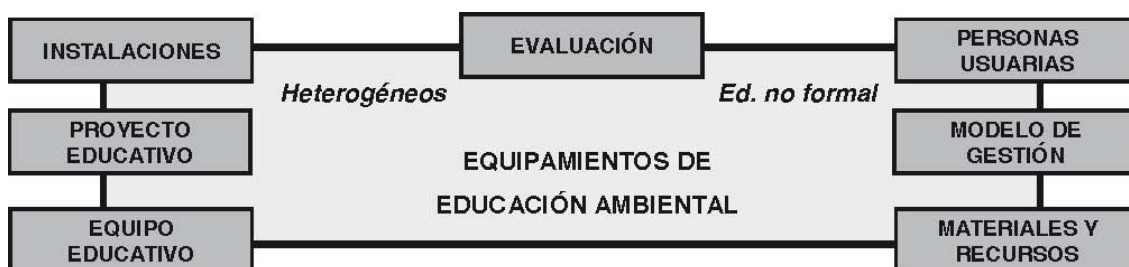 INSTALACIONES
EVALUACIÓN
PERSONAS
USUARIAS
Heterogéneos
Ed. no formal
PROYECTO
EDUCATIVO
MODELO DE
GESTIÓN
EQUIPAMIENTOS DE
EDUCACIÓN AMBIENTAL
EQUIPO
EDUCATIVO
MATERIALES Y
RECURSOS